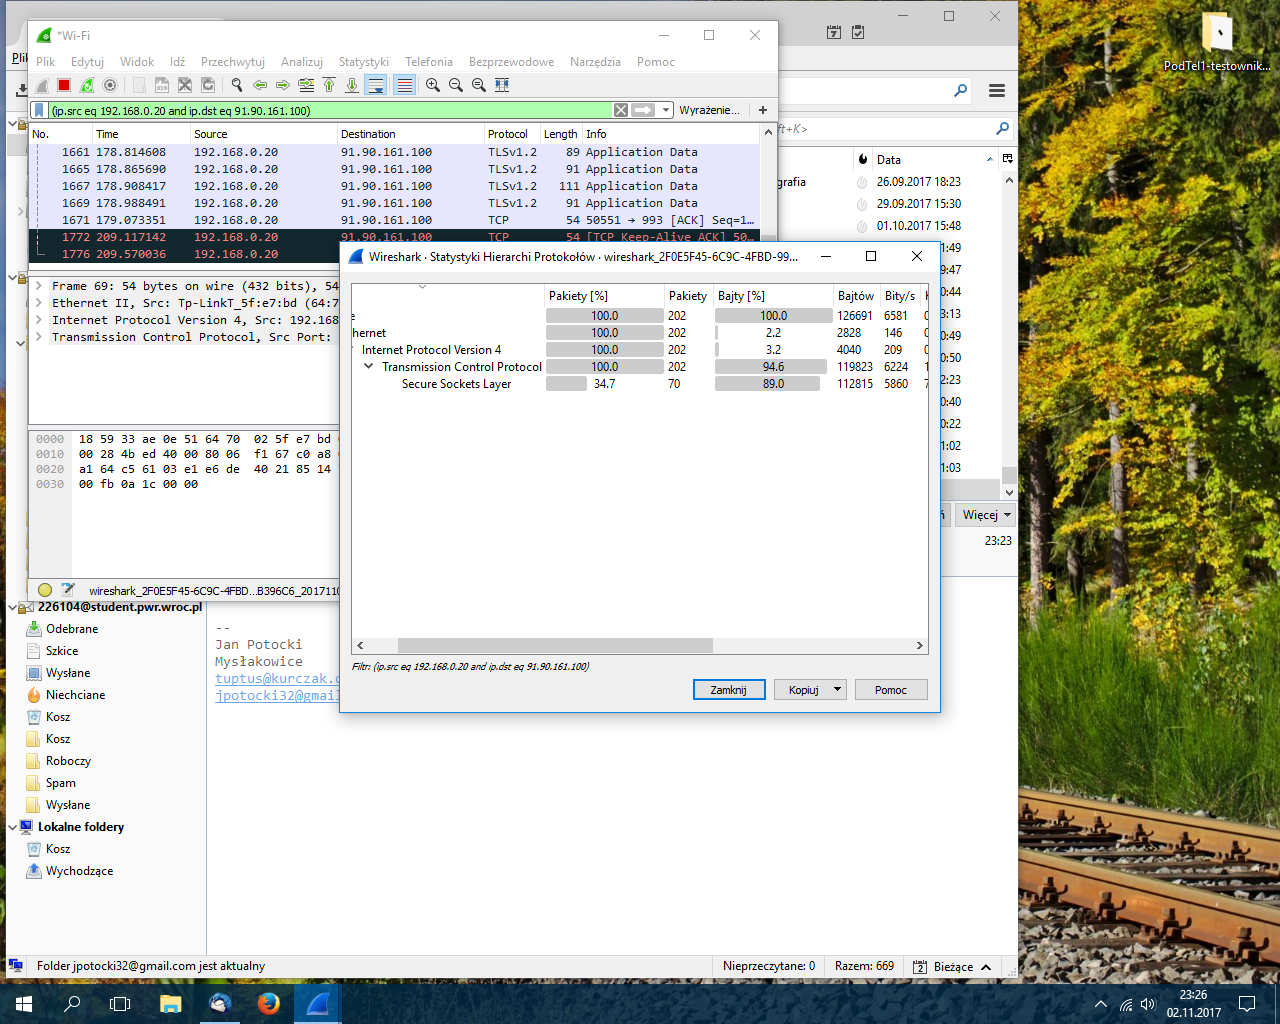 PodTel1-testownik...
*Wi-Fi
Plik
Plik Edytuj Widok Idź Przechwytuj Analizuj Statystyki Telefonia Bezprzewodowe Narzędzia Pomoc
(ip.src eq 192.168.0.20 and ip.dst eq 91.90.161.100)
Wyrażenie... +
No. Time Source Destination Protocol Length Info
1661 178.814608 192.168.0.20 91.90.161.100 TLSv1.2 89 Application Data
1665 178.865690 192.168.0.20 91.90.161.100 TLSv1.2 91 Application Data
1667 178.908417 192.168.0.20 91.90.161.100 TLSv1.2 111 Application Data
1669 178.988491 192.168.0.20 91.90.161.100 TLSv1.2 91 Application Data
1671 179.073351 192.168.0.20 91.90.161.100 TCP 54 50551 → 993 [ACK] Seq=1...
1772 209.117142 192.168.0.20 91.90.161.100 TCP 54 [TCP Keep-Alive ACK] 50...
1776 209.570036 192.168.0.20
ft+K>
Data
grafia
26.09.2017 18:23
29.09.2017 15:30
01.10.2017 15:48
1:49
9:47
0:44
3:13
0:49
0:50
2:23
0:40
0:22
1:02
1:03
Więcej
23:23
Frame 69: 54 bytes on wire (432 bits), 54
Ethernet II, Src: Tp-LinkT_5f:e7:bd (64:7
Internet Protocol Version 4, Src: 192.168
Transmission Control Protocol, Src Port:
0000 18 59 33 ae 0e 51 64 70 02 5f e7 bd
0010 00 28 4b ed 40 00 80 06 f1 67 c0 a8
0020 a1 64 c5 61 03 e1 e6 de 40 21 85 14
0030 00 fb 0a 1c 00 00
wireshark_2F0E5F45-6C9C-4FBD...B396C6_2017110
Wireshark · Statystyki Hierarchi Protokołów · wireshark_2F0E5F45-6C9C-4FBD-99...
Pakiety [%] Pakiety Bajty [%] Bajtów Bity/s
e 100.0 202 100.0 126691 6581
hernet 100.0 202 2.2 2828 146
Internet Protocol Version 4 100.0 202 3.2 4040 209
Transmission Control Protocol 100.0 202 94.6 119823 6224
Secure Sockets Layer 34.7 70 89.0 112815 5860
Filtr: (ip.src eq 192.168.0.20 and ip.dst eq 91.90.161.100)
Zamknij
Kopiuj
Pomoc
226104@student.pwr.wroc.pl
Odebrane
Szkice
Wysłane
Niechciane
Kosz
Kosz
Roboczy
Spam
Wysłane
Lokalne foldery
Kosz
Wychodzące
--
Jan Potocki
Mysłakowice
tuptus@kurczak.
jpotocki32@gmail
Folder jpotocki32@gmail.com jest aktualny
Nieprzeczytane: 0
Razem: 669
Bieżące
23:26
02.11.2017